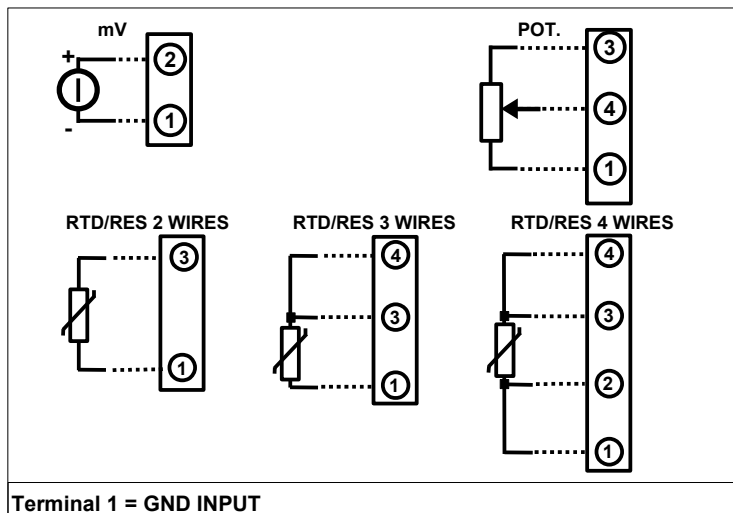 mV
+
2
-
1
POT.
3
4
1
RTD/RES 2 WIRES
3
1
RTD/RES 3 WIRES
4
3
1
RTD/RES 4 WIRES
4
3
2
1
Terminal 1 = GND INPUT